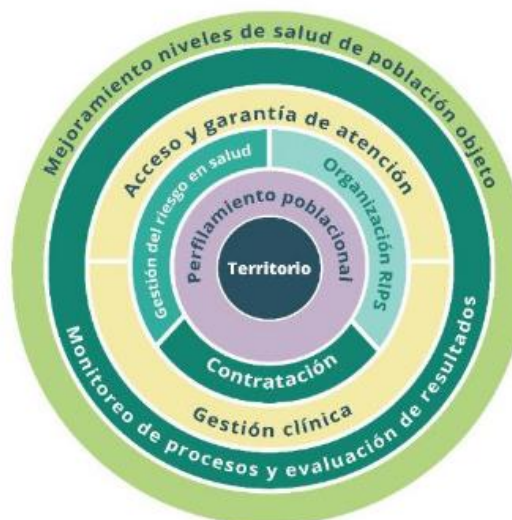 Mejoramiento niveles de salud de población objeto
Acceso y garantía de atención
Gestión del riesgo en salud
Organización RIPS
Perfilamiento poblacional
Territorio
Contratación
Gestión clínica
Monitoreo de procesos y evaluación de resultados